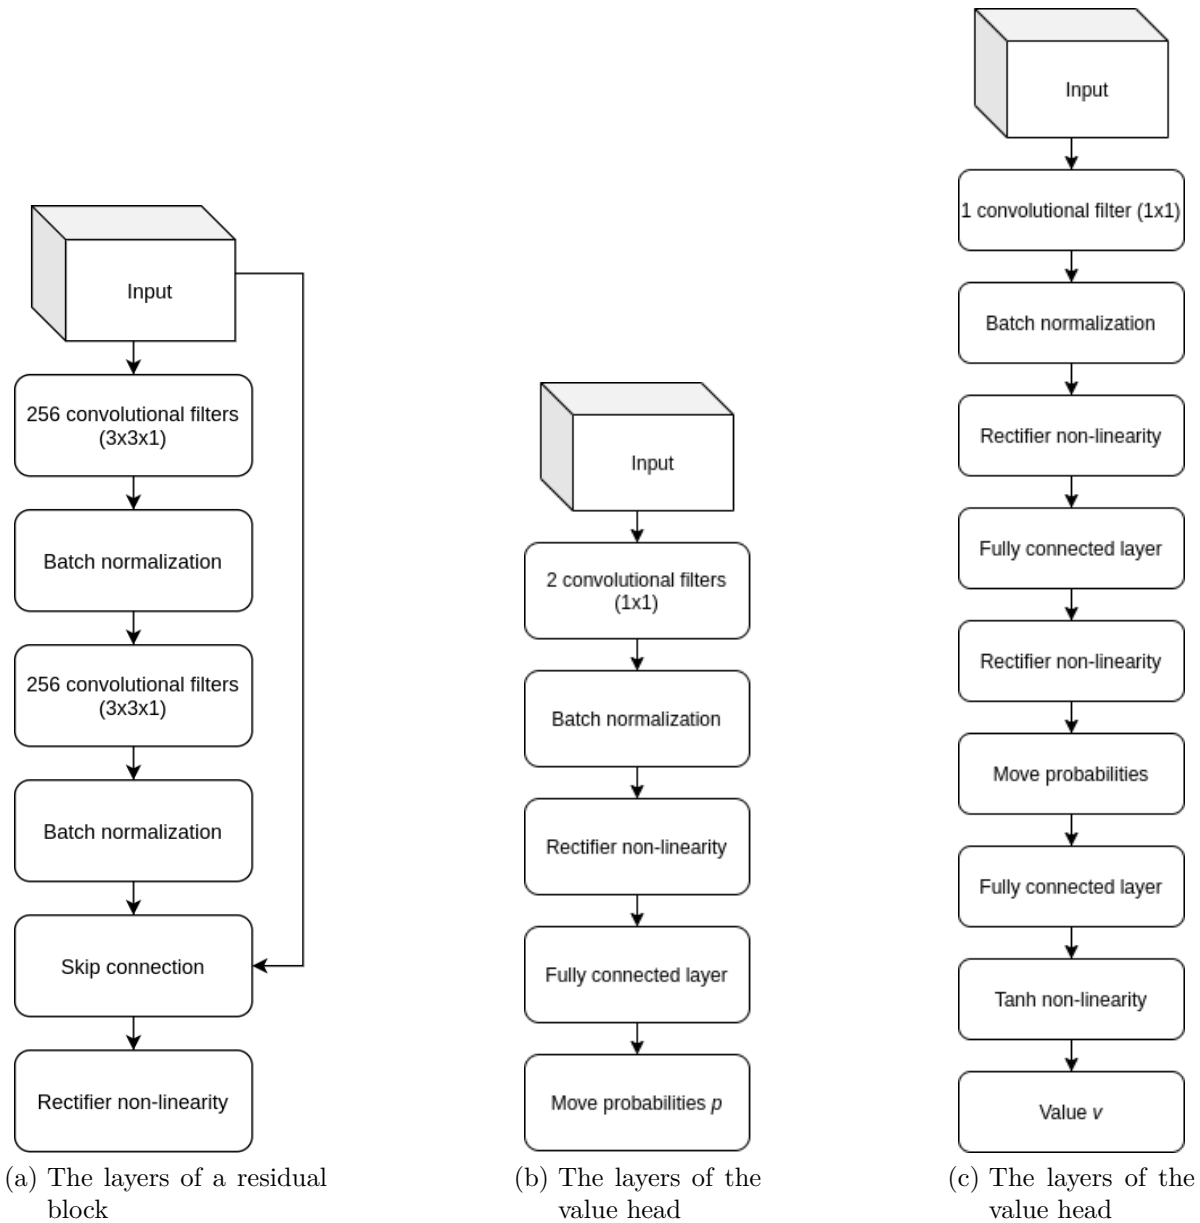 Input
256 convolutional filters
(3x3x1)
Batch normalization
256 convolutional filters
(3x3x1)
Batch normalization
Skip connection
Rectifier non-linearity
(a) The layers of a residual
block
Input
2 convolutional filters
(1x1)
Batch normalization
Rectifier non-linearity
Fully connected layer
Move probabilities p
(b) The layers of the
value head
Input
1 convolutional filter (1x1)
Batch normalization
Rectifier non-linearity
Fully connected layer
Rectifier non-linearity
Move probabilities
Fully connected layer
Tanh non-linearity
Value v
(c) The layers of the
value head